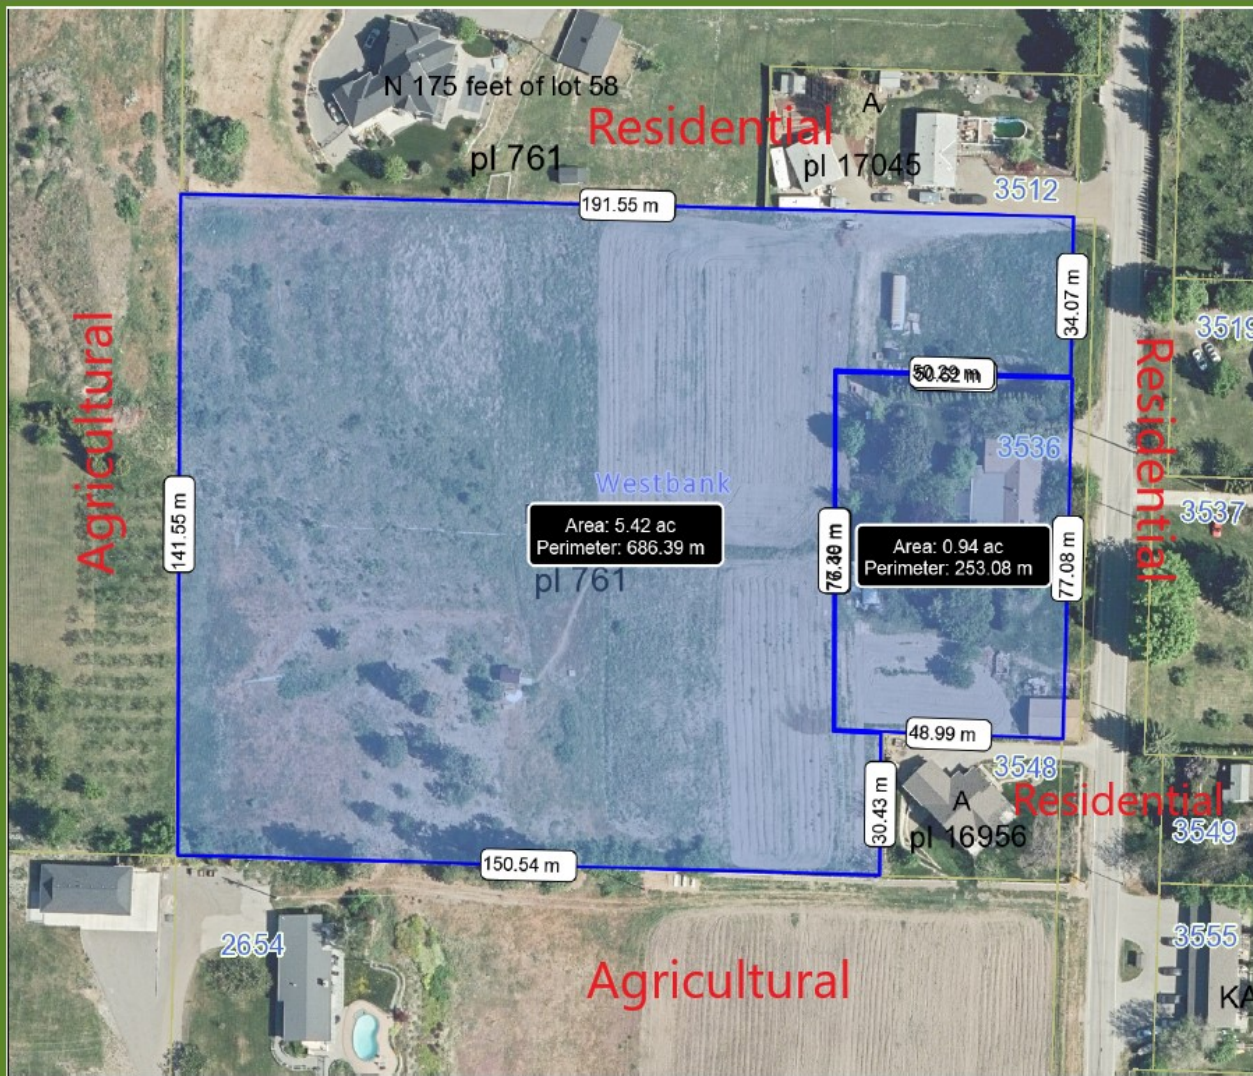 N 175 feet of lot 58
Residential
A
pl 761
pl 17045
3512
191.55 m
34.07 m
3519
Agricultural
Residential
3536
Westbank
3537
Area: 5.42 ac
Perimeter: 686.39 m
Area: 0.94 ac
Perimeter: 253.08 m
141.55 m
77.08 m
pl 761
48.99 m
3548
A
Residential
30.43 m
pl 16956
3549
150.54 m
2654
3555
Agricultural
KA